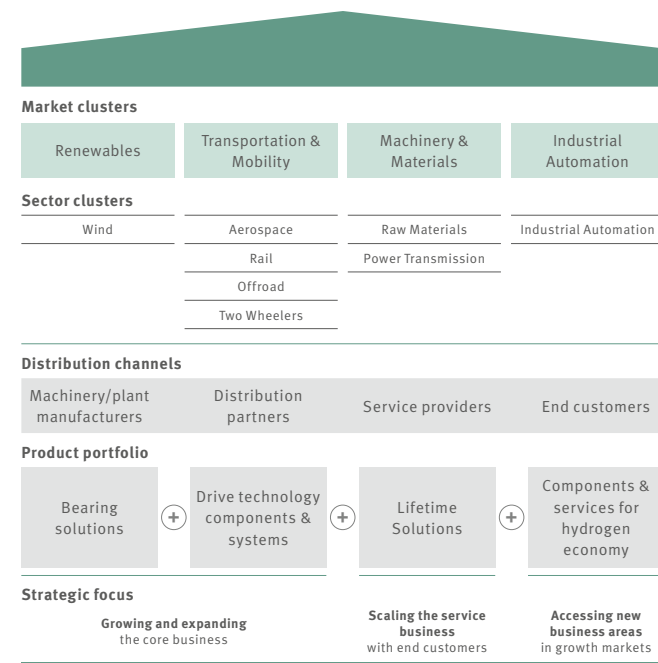 Market clusters
Renewables
Transportation &
Mobility
Machinery &
Materials
Industrial
Automation
Sector clusters
Wind
Aerospace
Raw Materials
Industrial Automation
Rail
Power Transmission
Offroad
Two Wheelers
Distribution channels
Machinery/plant
manufacturers
Distribution
partners
Service providers
End customers
Product portfolio
Bearing
solutions
+
Drive technology
components &
systems
+
Lifetime
Solutions
+
Components &
services for
hydrogen
economy
Strategic focus
Growing and expanding
the core business
Scaling the service
business
with end customers
Accessing new
business areas
in growth markets